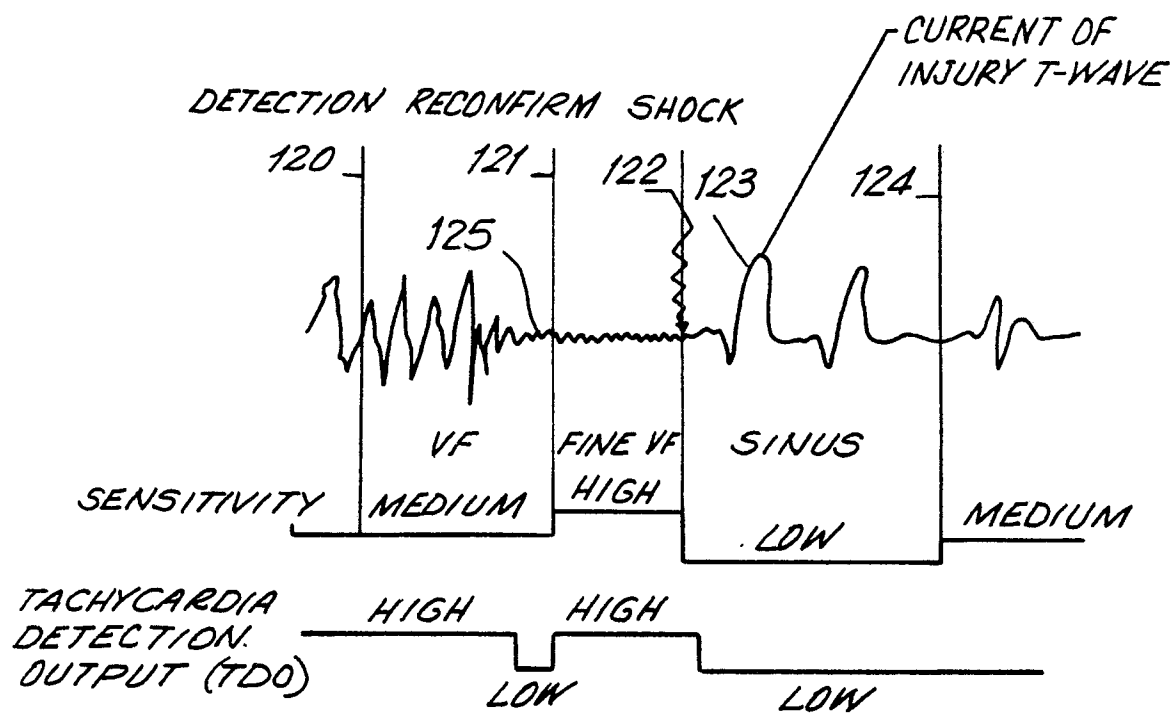 CURRENT OF
INJURY T-WAVE
DETECTION RECONFIRM SHOCK
120 121 122 123 124
125
VF FINE VF SINUS
SENSITIVITY MEDIUM HIGH LOW MEDIUM
TACHYCARDIA
DETECTION.
OUTPUT (TDO)
HIGH HIGH
LOW LOW